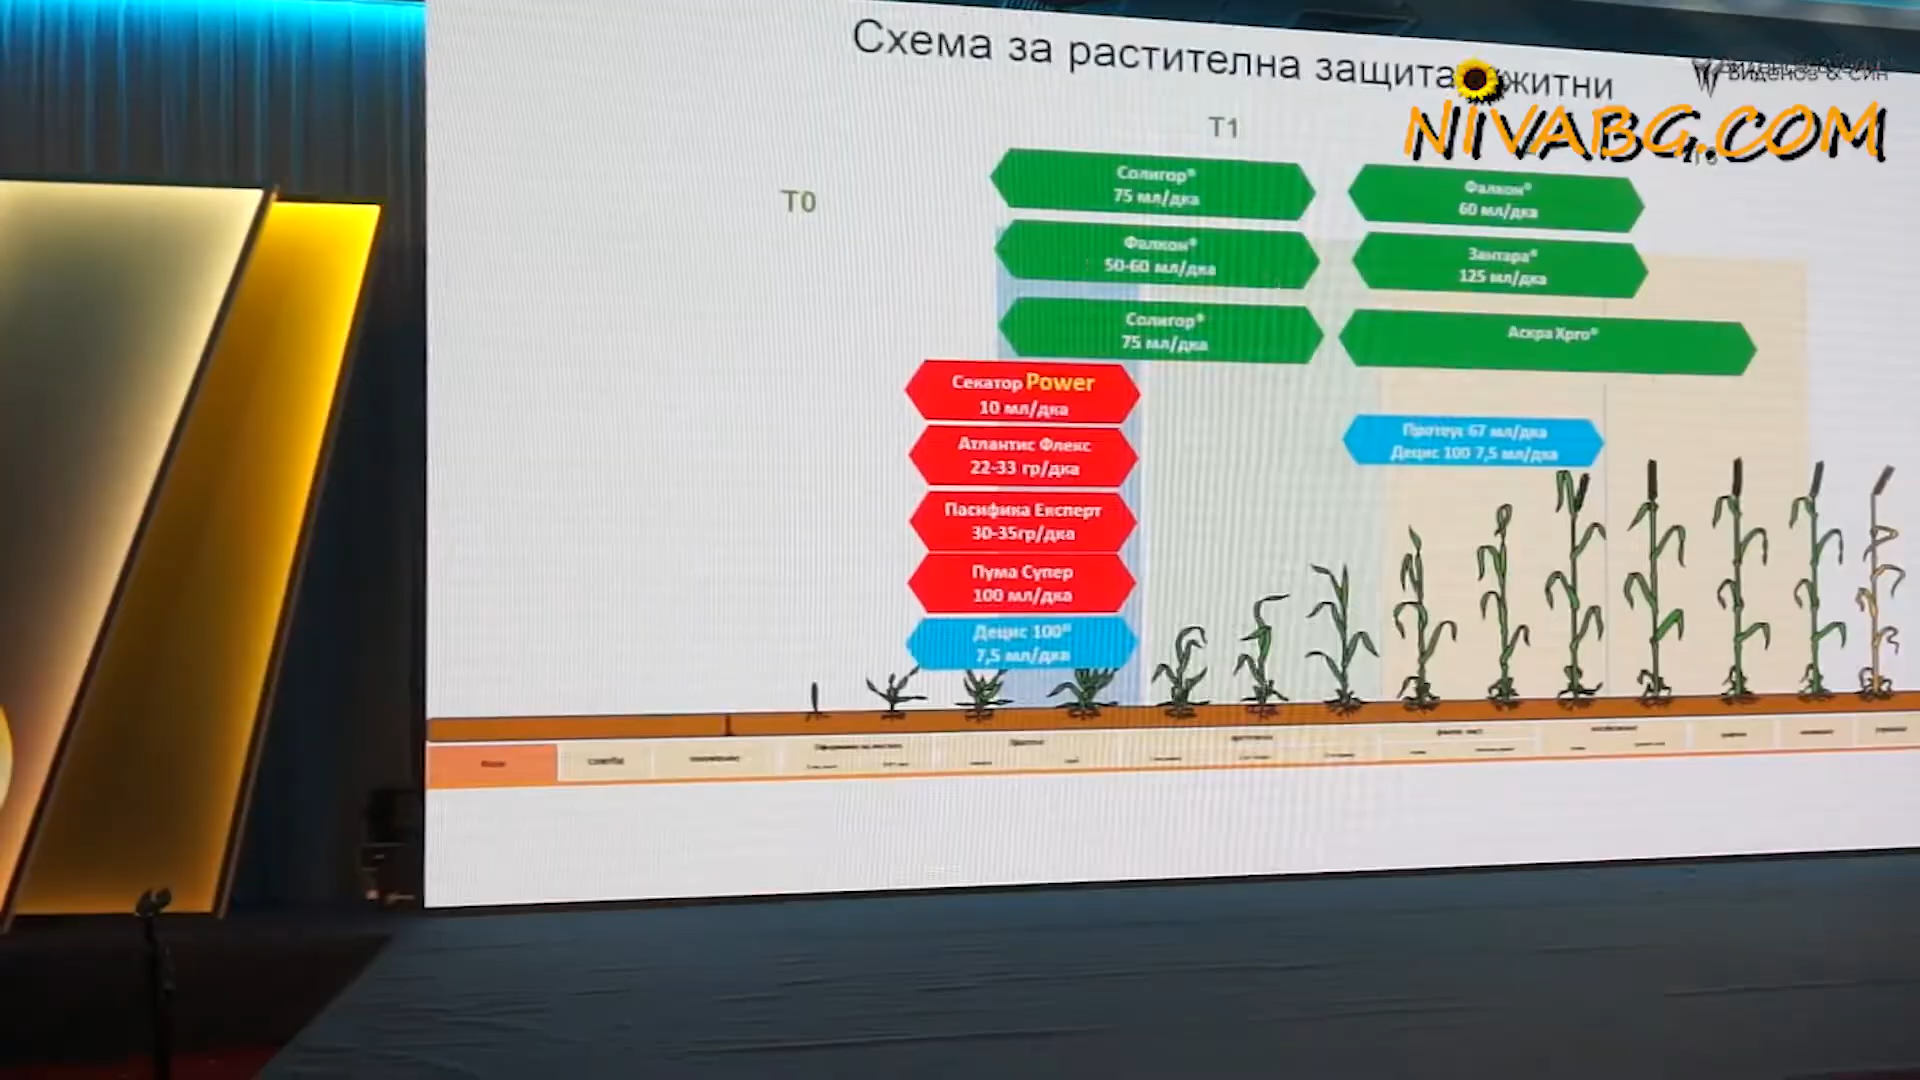 Схема за растителна защита
житни
Виденов & Син
NiVABG.COM
T1
T0
Солигор®
75 мл/дка
Фалкон®
60 мл/дка
Фалкон®
50-60 мл/дка
Зантара®
125 мл/дка
Солигор®
75 мл/дка
Аскра Хрго®
Секатор Power
10 мл/дка
Атлантис Флекс
22-33 гр/дка
Протеус 67 мл/дка
Децис 100 7,5 мл/дка
Пасифика Експерт
30-35гр/дка
Пума Супер
100 мл/дка
Децис 100®
7,5 мл/дка